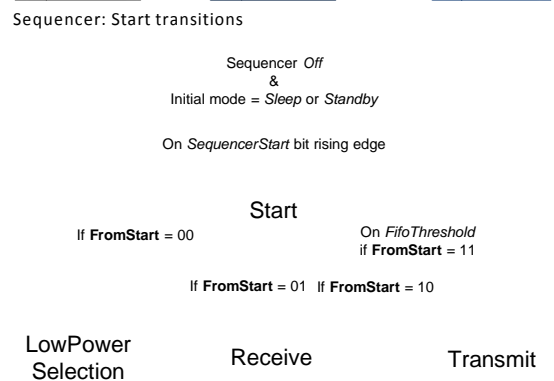 Sequencer: Start transitions
Sequencer Off
&
Initial mode = Sleep or Standby
On SequencerStart bit rising edge
Start
If FromStart = 00
On FifoThreshold
if FromStart = 11
If FromStart = 01 If FromStart = 10
LowPower
Selection
Receive
Transmit